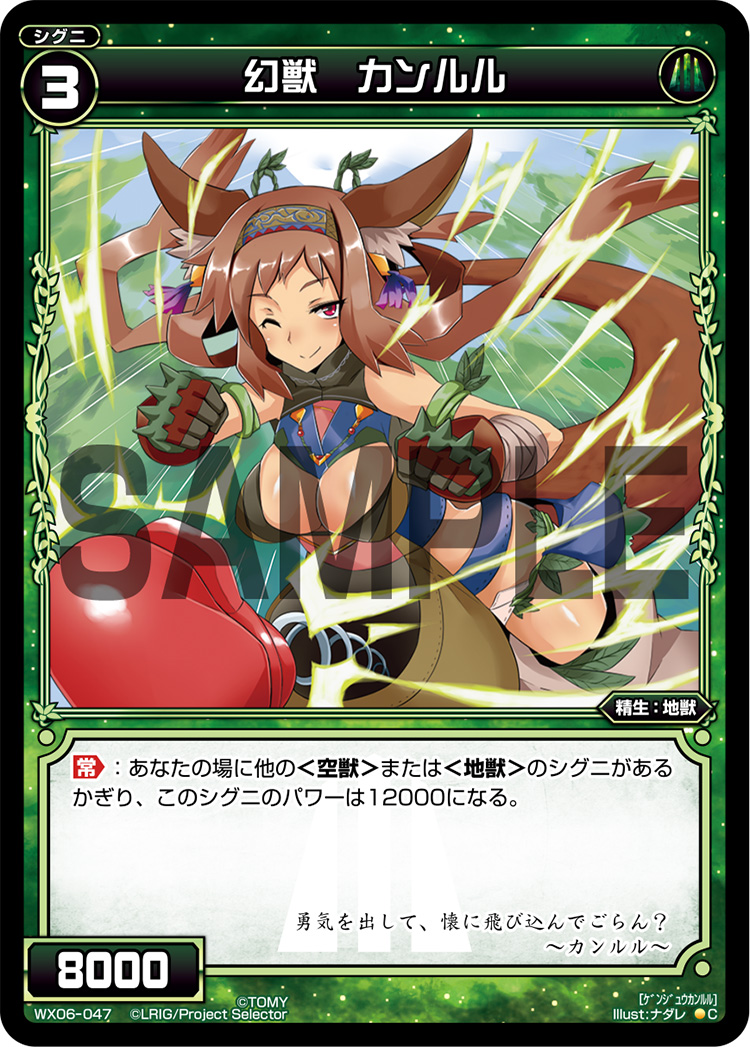 シグニ
3
幻獣 カンルル
SAMPLE
精生:地獣
常:あなたの場に他の<空獣>または<地獣>のシグニがある
かぎり、このシグニのパワーは12000になる。
勇気を出して、懐に飛び込んでごらん?
~カンルル~
8000
WX06-047 ©LRIG/Project Selector
©TOMY
[ゲンジュウカンルル]
Illust:ナダレ C